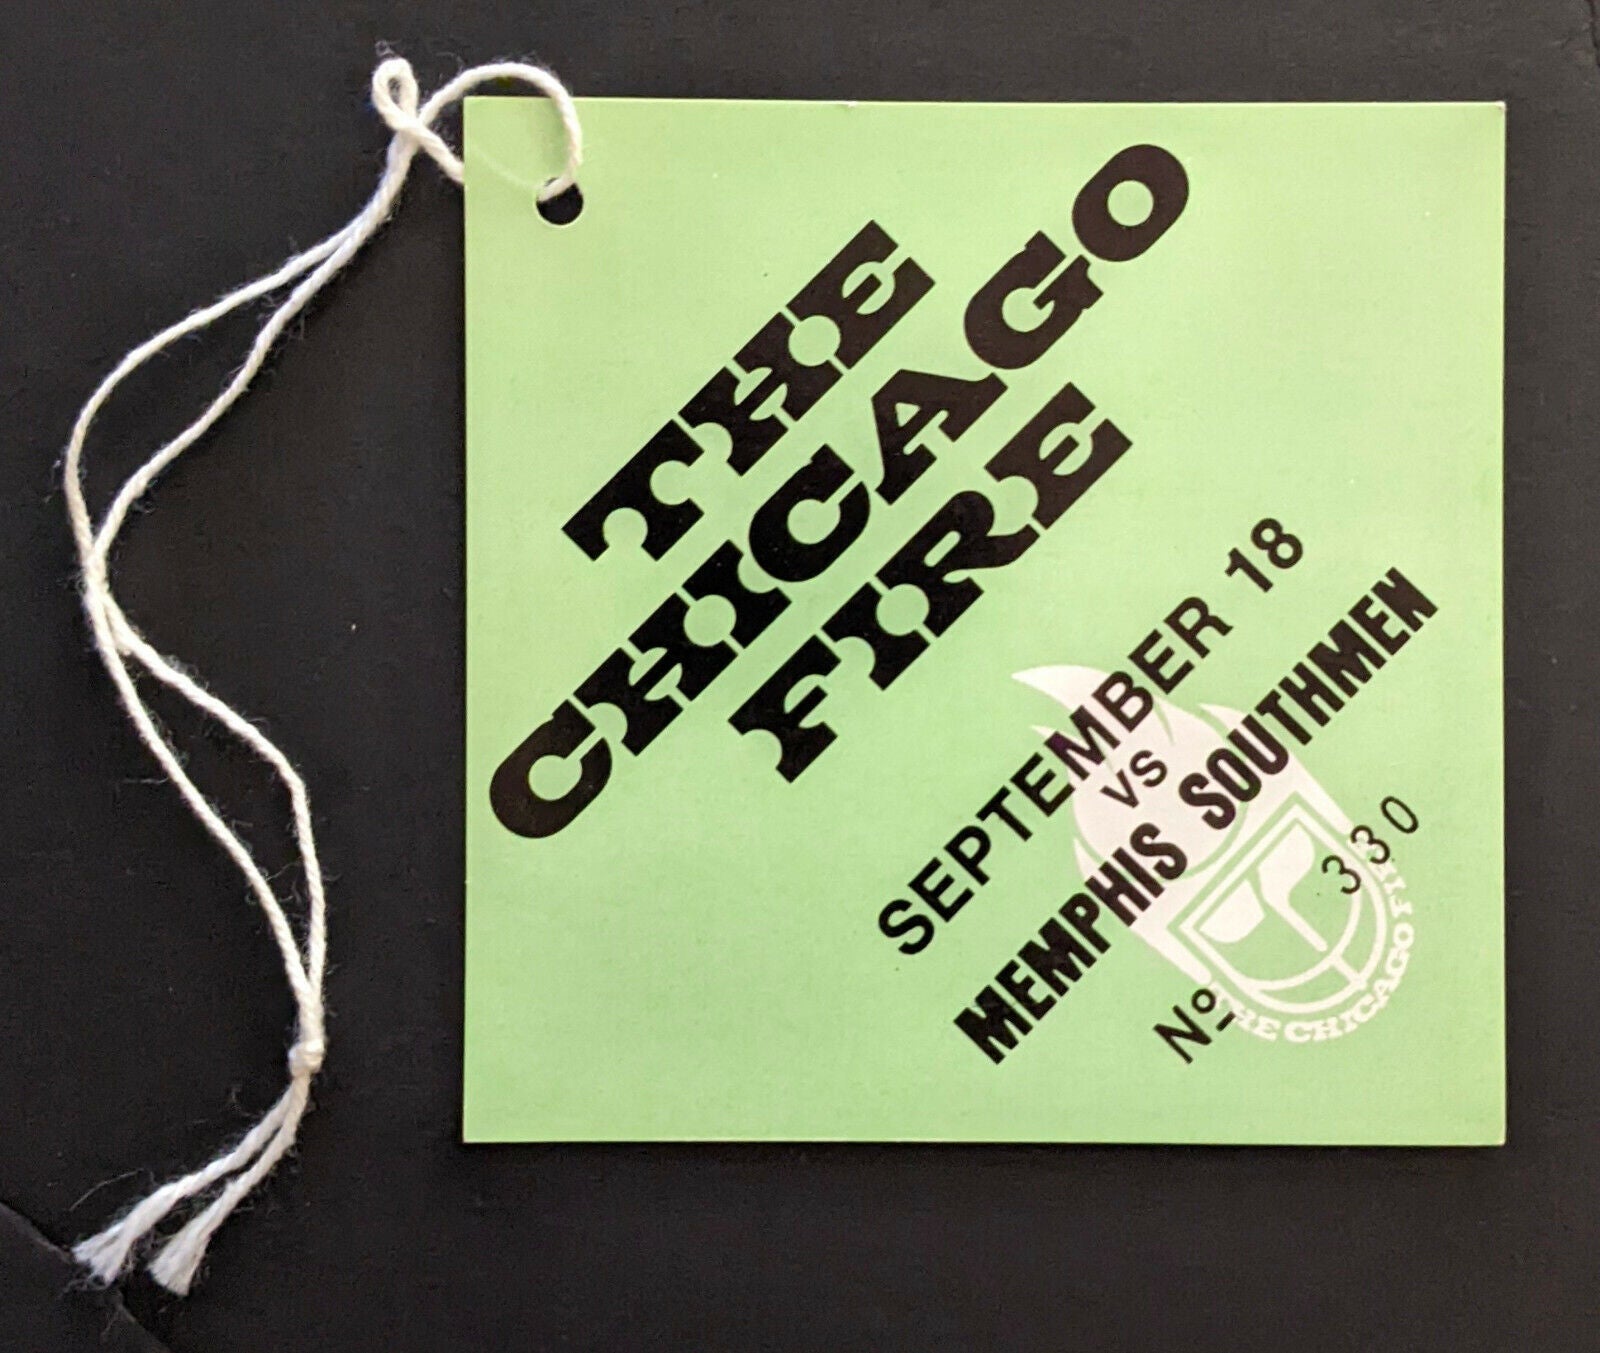 THE
CHICAGO
FIRE
SEPTEMBER 18
VS
MEMPHIS SOUTHMEN
No. 330
THE CHICAGO FIRE